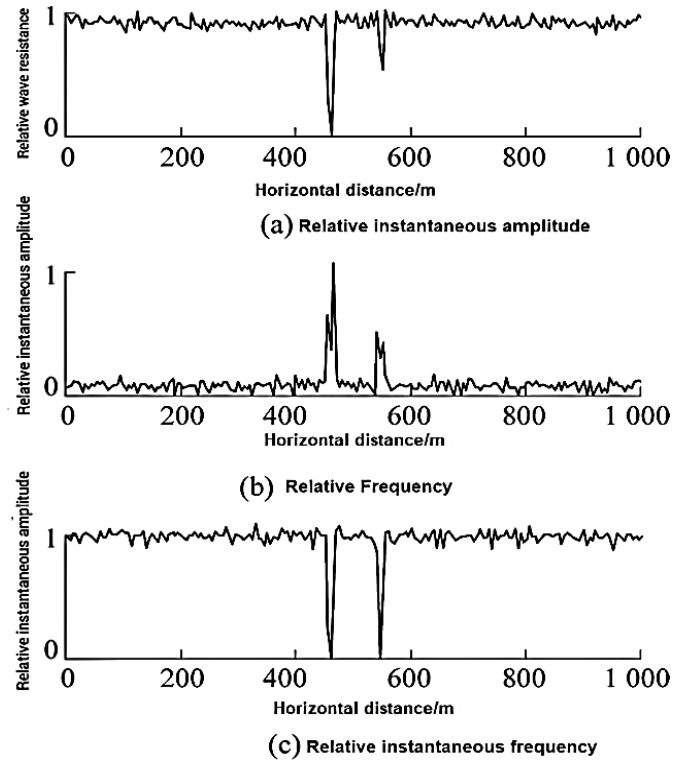 Relative wave resistance
1
0
0 200 400 600 800 1 000
Horizontal distance/m
(a) Relative instantaneous amplitude
Relative instantaneous amplitude
1
0
0 200 400 600 800 1 000
Horizontal distance/m
(b) Relative Frequency
Relative instantaneous amplitude
1
0
0 200 400 600 800 1 000
Horizontal distance/m
(c) Relative instantaneous frequency